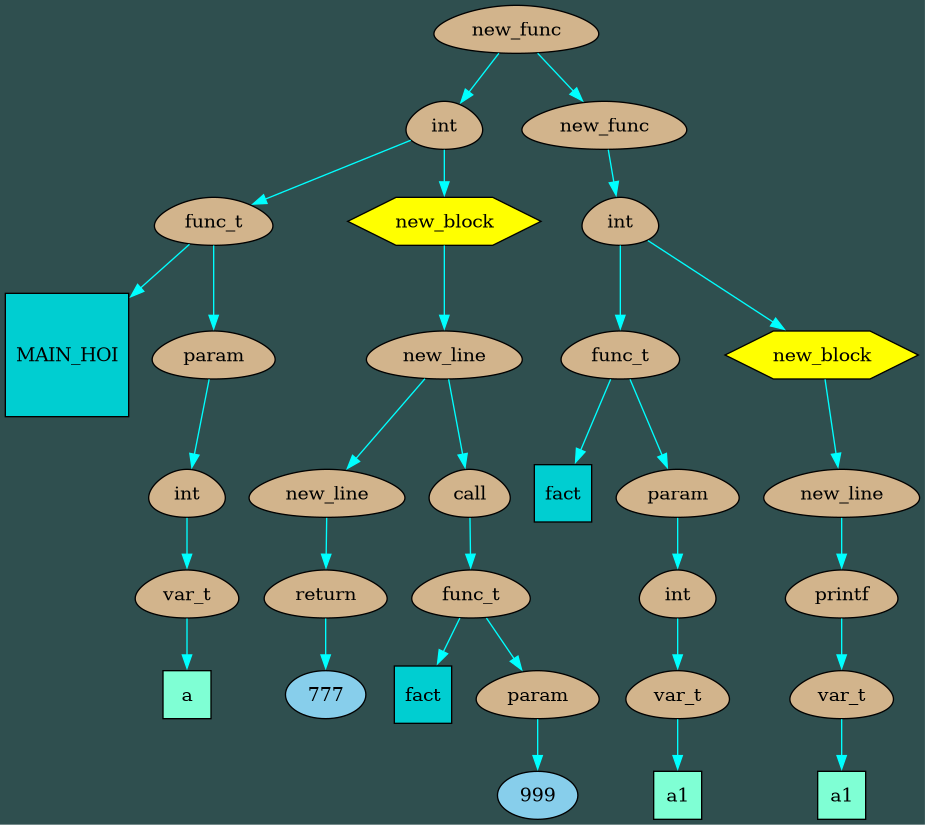 new_func
int
new_func
func_t
new_block
int
MAIN_HOI
param
new_line
func_t
new_block
int
new_line
call
fact
param
new_line
var_t
return
func_t
int
printf
a
777
fact
param
var_t
var_t
999
a1
a1